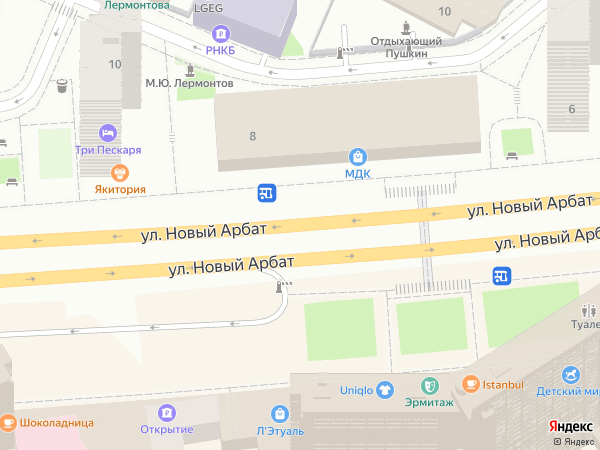 Лермонтова
LGEG
10
РНКБ
Отдыхающий
Пушкин
10
М.Ю. Лермонтов
6
8
Три Пескаря
МДК
Якитория
ул. Новый Арбат
ул. Новый Арбат
ул. Новый Арба
ул. Новый Арбат
Туале
Uniqlo
Эрмитаж
Istanbul
Детский ми
Шоколадница
Открытие
Л'Этуаль
Яндекс
© Яндекс